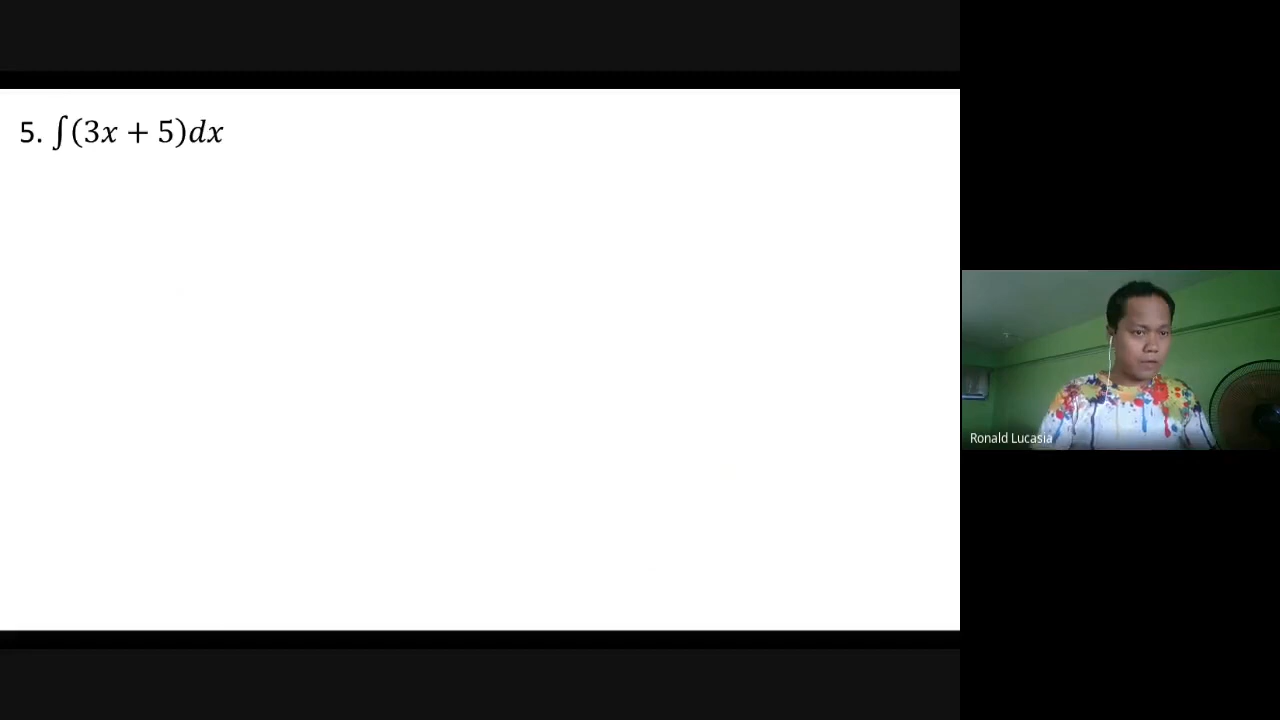 5. ∫(3x + 5)dx
Ronald Lucasia